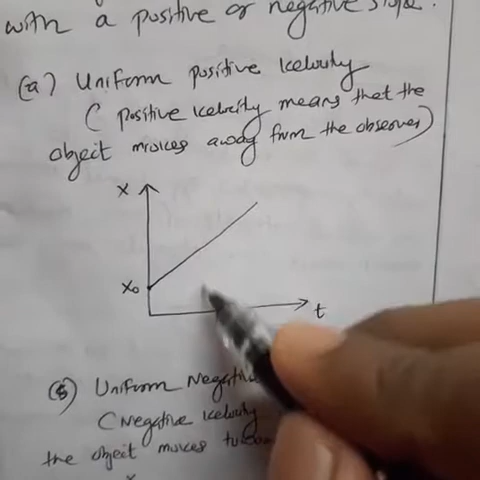 with a positive or negative slope.
(a) Uniform positive velocity
( positive velocity means that the
object moves away from the observer)
X
X₀
t
Uniform Negative
(Negative velocity
the object moves